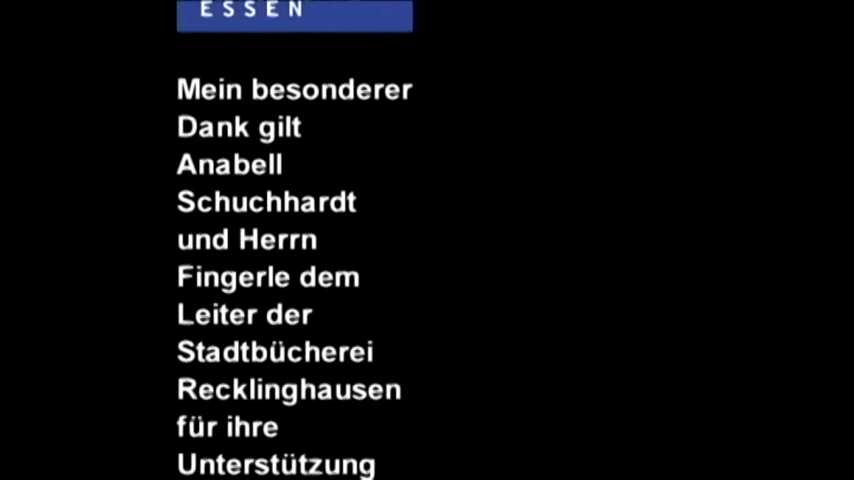 ESSEN
Mein besonderer
Dank gilt
Anabell
Schuchhardt
und Herrn
Fingerle dem
Leiter der
Stadtbücherei
Recklinghausen
für ihre
Unterstützung